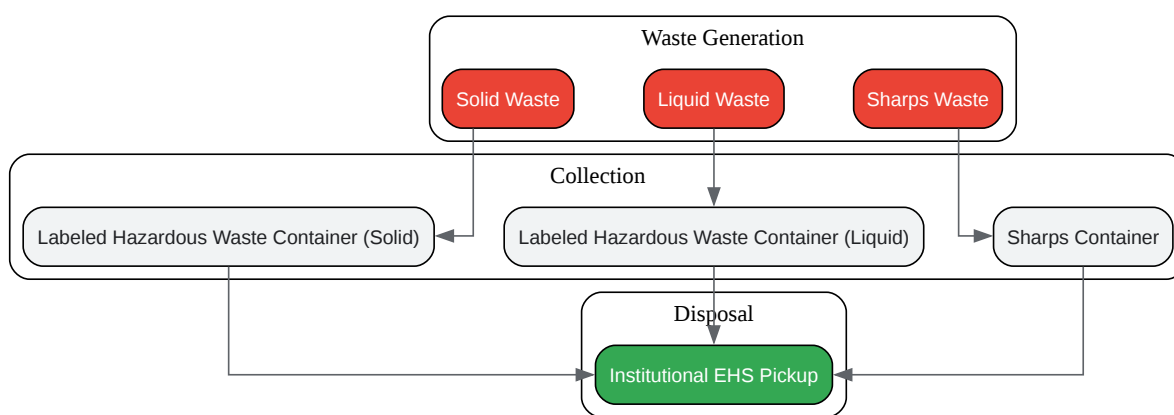 Waste Generation
Solid Waste
Liquid Waste
Sharps Waste
Collection
Labeled Hazardous Waste Container (Solid)
Labeled Hazardous Waste Container (Liquid)
Sharps Container
Disposal
Institutional EHS Pickup